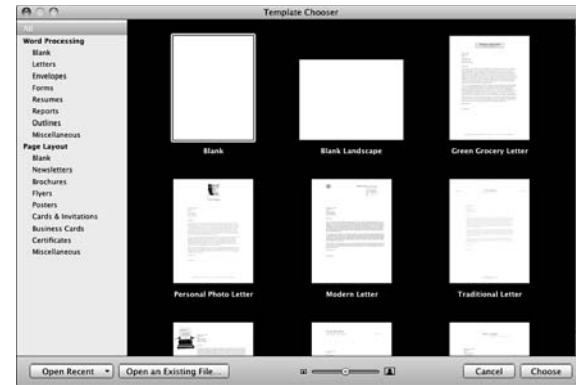 Template Chooser
All
Word Processing
Blank
Letters
Envelopes
Forms
Resumes
Reports
Outlines
Miscellaneous
Page Layout
Blank
Newsletters
Brochures
Flyers
Posters
Cards & Invitations
Business Cards
Certificates
Miscellaneous
Blank
Blank Landscape
Green Grocery Letter
Personal Photo Letter
Modern Letter
Traditional Letter
Open Recent
Open an Existing File...
Cancel
Choose